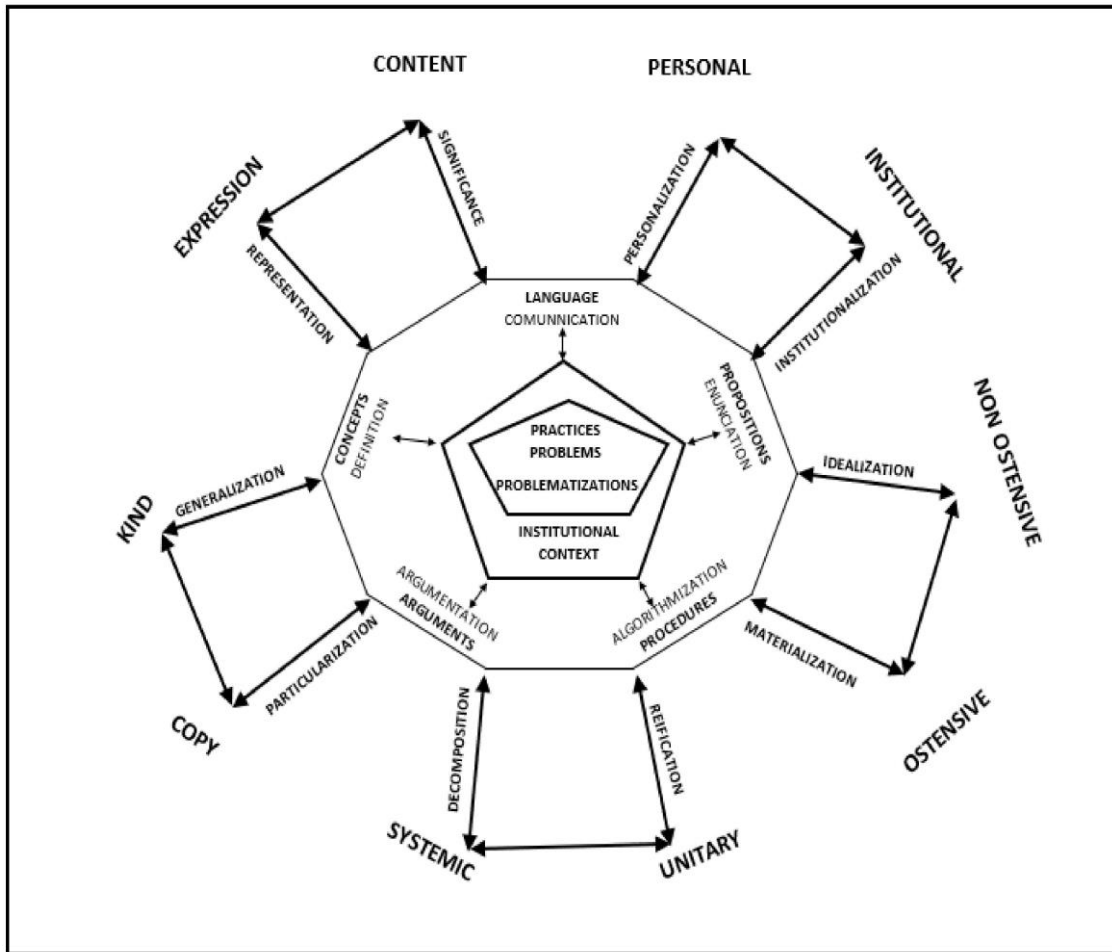 CONTENT
PERSONAL
EXPRESSION
SIGNIFICANCE
REPRESENTATION
PERSONALIZATION
INSTITUTIONAL
INSTITUTIONALIZATION
LANGUAGE
COMUNNICATION
CONCEPTS
DEFINITION
PROPOSITIONS
ENUNCIATION
PRACTICES
PROBLEMS
PROBLEMATIZATIONS
INSTITUTIONAL
CONTEXT
NON OSTENSIVE
IDEALIZATION
KIND
GENERALIZATION
ARGUMENTATION
ARGUMENTS
ALGORITHMIZATION
PROCEDURES
MATERIALIZATION
OSTENSIVE
PARTICULARIZATION
COPY
DECOMPOSITION
REIFICATION
SYSTEMIC
UNITARY